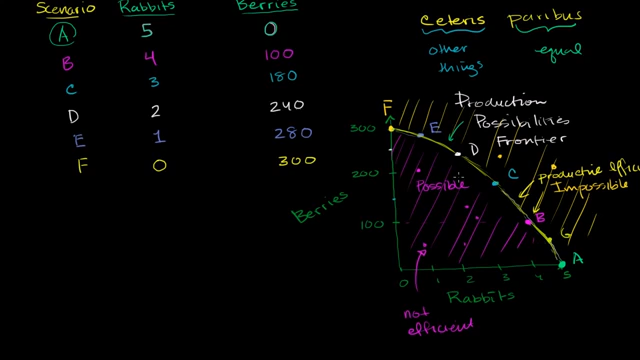 Scenario Rabbits Berries
A 5 0
B 4 100
C 3 180
D 2 240
E 1 280
F 0 300
Ceteris paribus
other things equal
Production Possibilities Frontier
F
E
D
C
B
A
300
200
100
Berries
Possible
productive
Impossible
0 1 2 3 4 5
Rabbits
not efficient